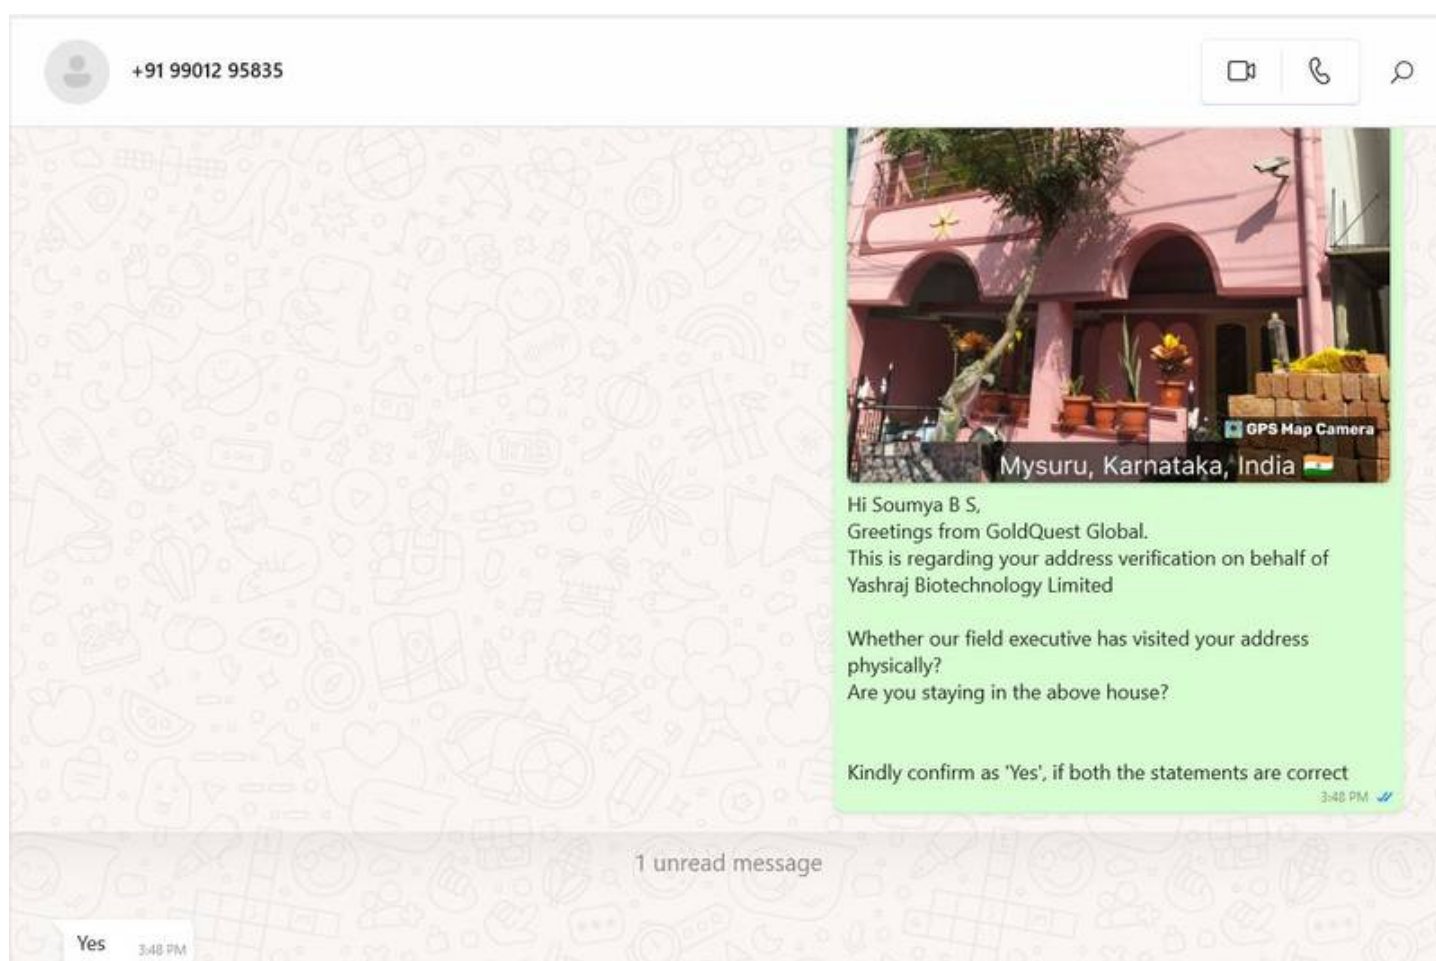 +91 99012 95835
GPS Map Camera
Mysuru, Karnataka, India
Hi Soumya B S,
Greetings from GoldQuest Global.
This is regarding your address verification on behalf of
Yashraj Biotechnology Limited
Whether our field executive has visited your address
physically?
Are you staying in the above house?
Kindly confirm as 'Yes', if both the statements are correct
3:48 PM
1 unread message
Yes 3:48 PM